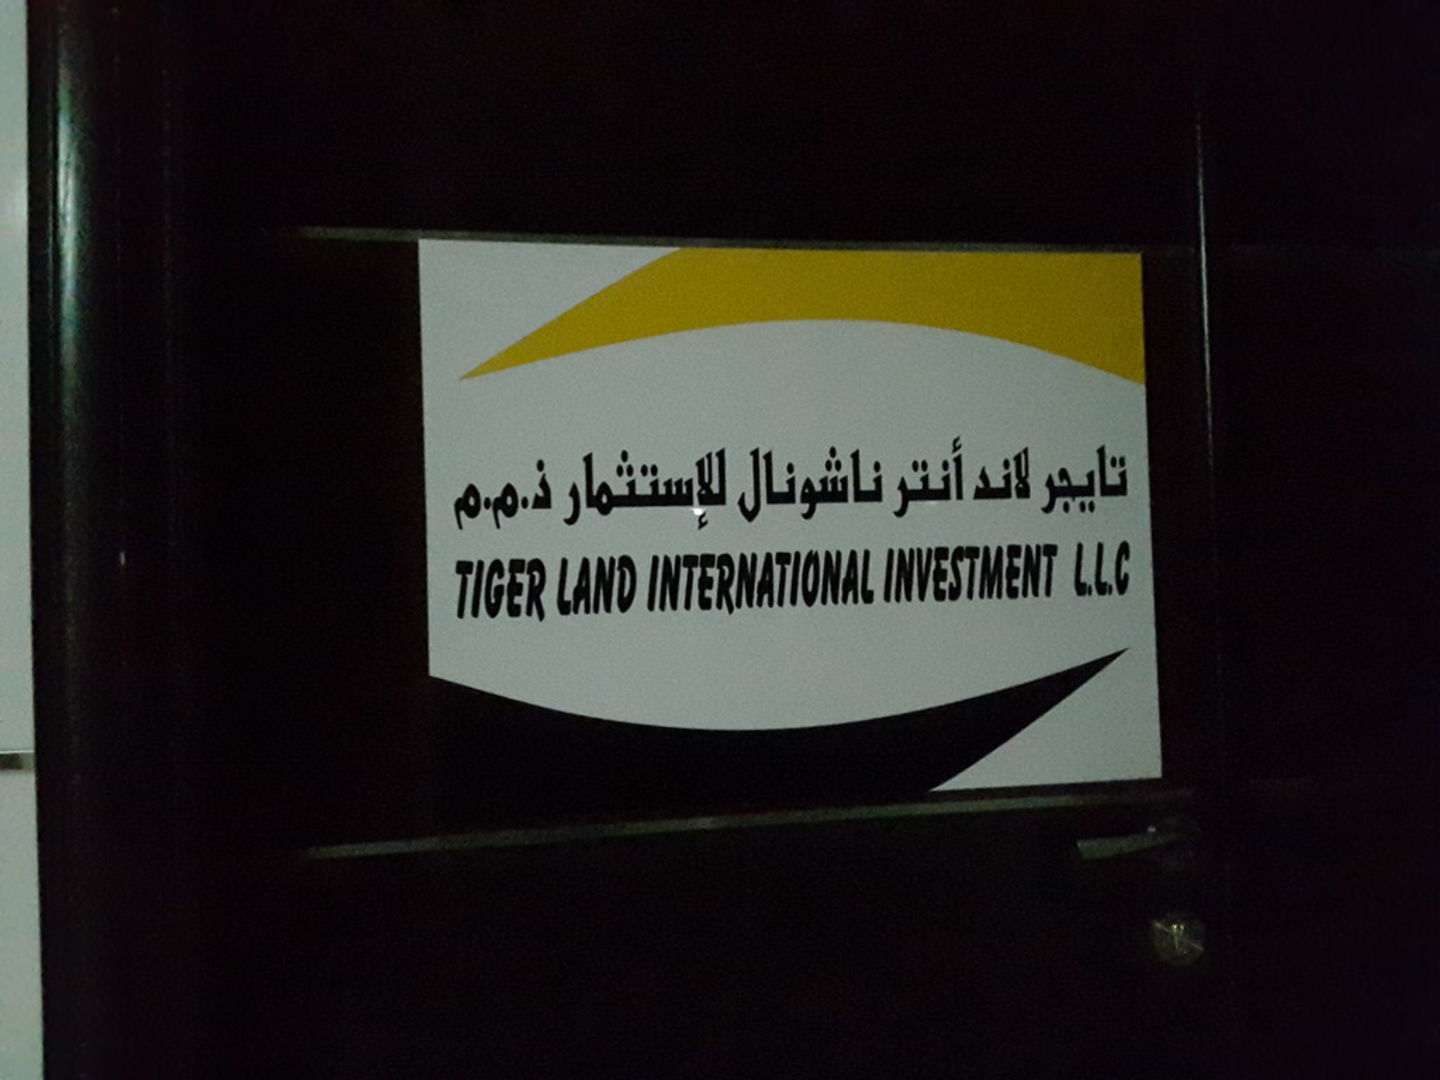 تايجر لاند أنتر ناشونال للإستثمار ذ.م.م
TIGER LAND INTERNATIONAL INVESTMENT L.L.C